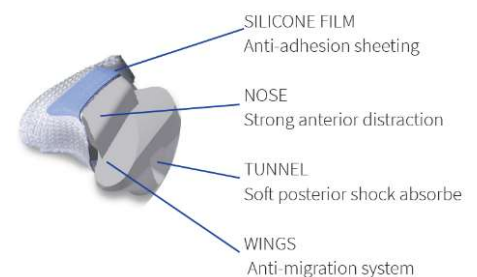 SILICONE FILM
Anti-adhesion sheeting
NOSE
Strong anterior distraction
TUNNEL
Soft posterior shock absorbe
WINGS
Anti-migration system